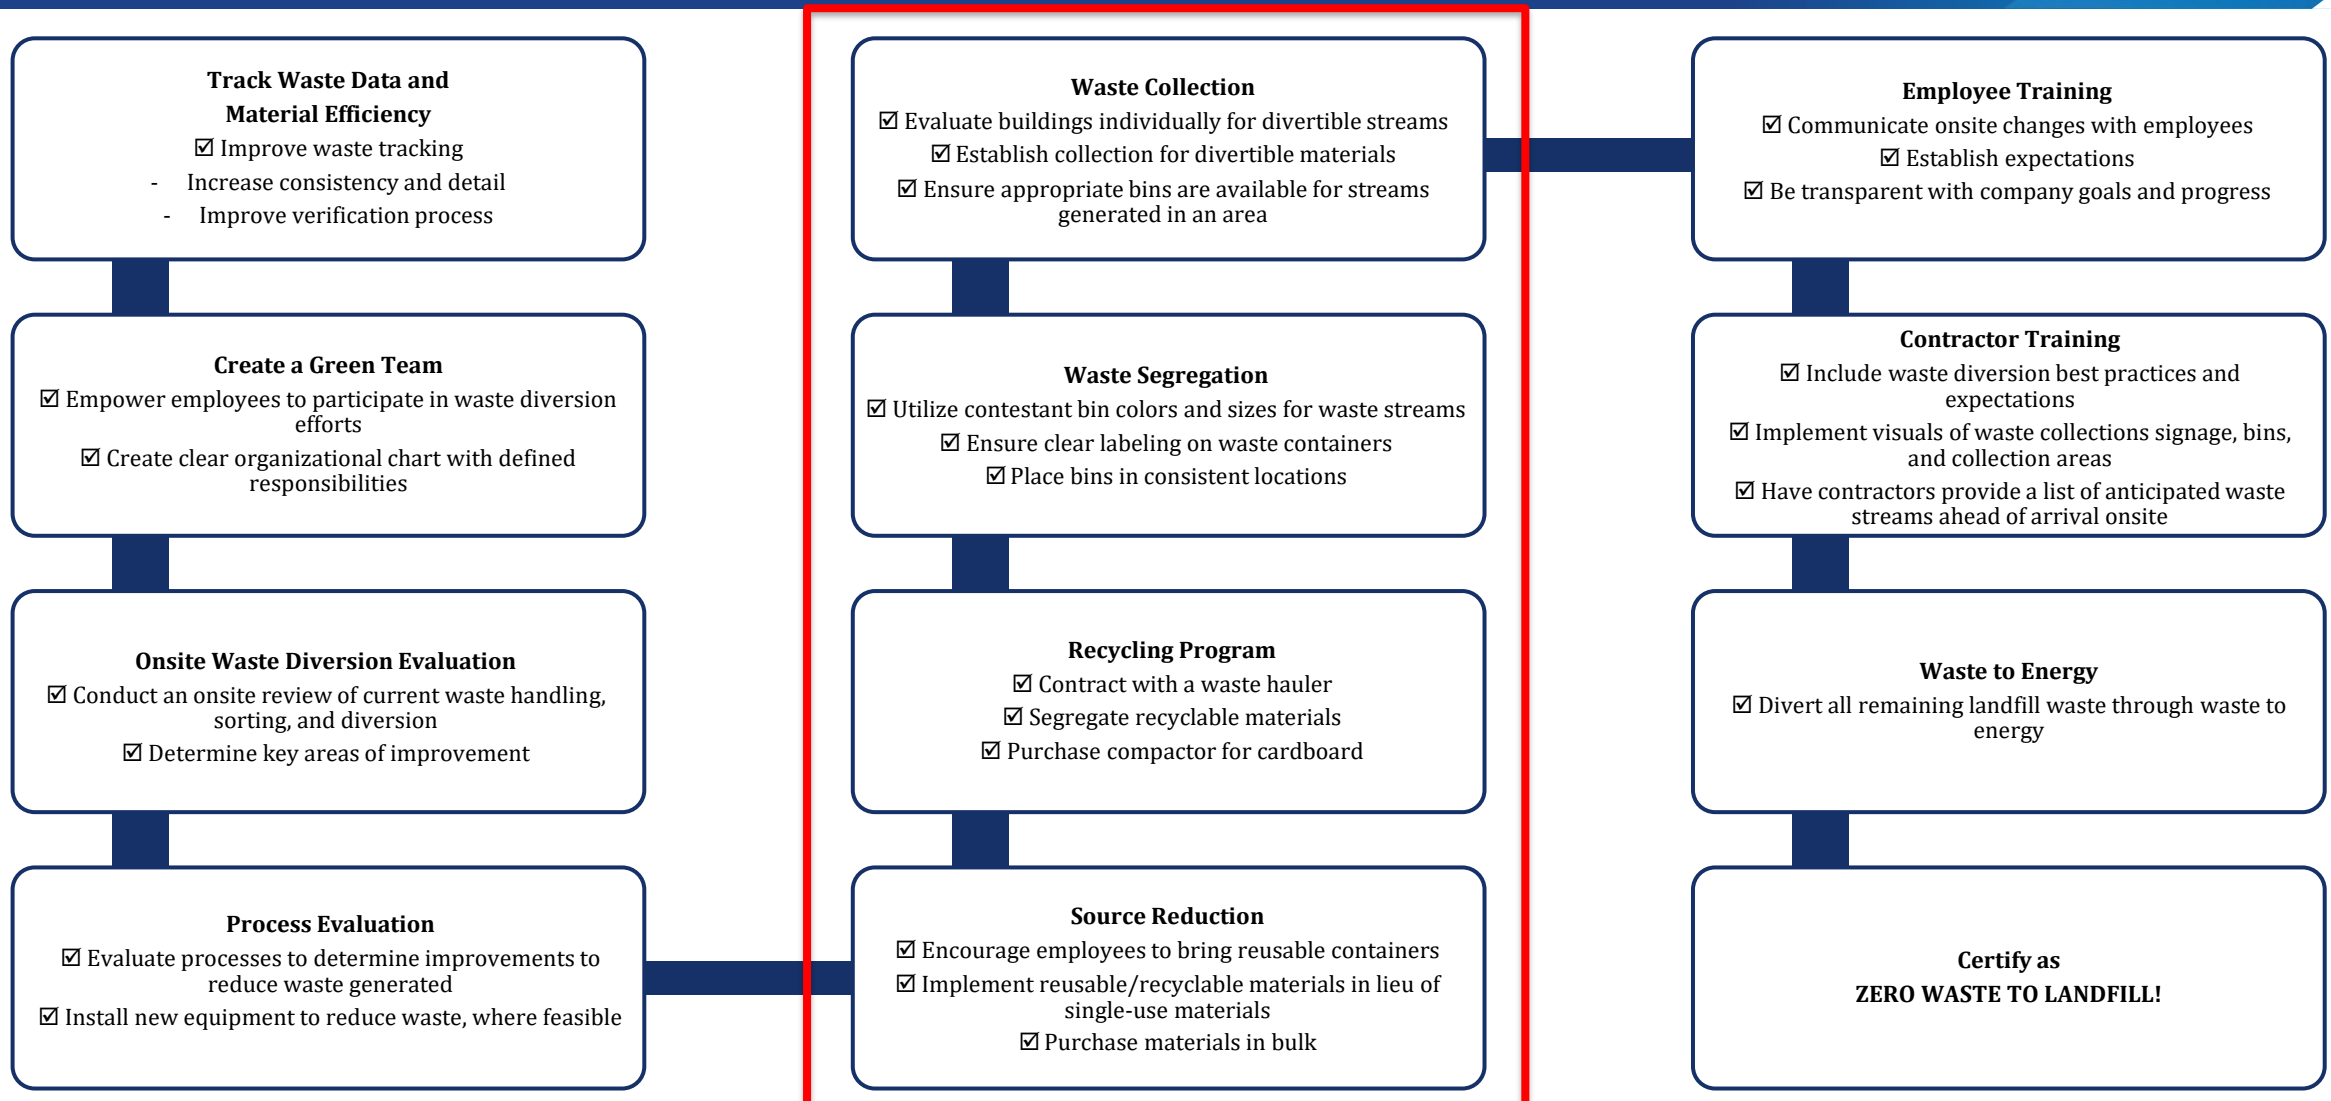 Track Waste Data and
Material Efficiency
☑ Improve waste tracking
- Increase consistency and detail
- Improve verification process
Create a Green Team
☑ Empower employees to participate in waste diversion
efforts
☑ Create clear organizational chart with defined
responsibilities
Onsite Waste Diversion Evaluation
☑ Conduct an onsite review of current waste handling,
sorting, and diversion
☑ Determine key areas of improvement
Process Evaluation
☑ Evaluate processes to determine improvements to
reduce waste generated
☑ Install new equipment to reduce waste, where feasible
Waste Collection
☑ Evaluate buildings individually for divertible streams
☑ Establish collection for divertible materials
☑ Ensure appropriate bins are available for streams
generated in an area
Waste Segregation
☑ Utilize contestant bin colors and sizes for waste streams
☑ Ensure clear labeling on waste containers
☑ Place bins in consistent locations
Recycling Program
☑ Contract with a waste hauler
☑ Segregate recyclable materials
☑ Purchase compactor for cardboard
Source Reduction
☑ Encourage employees to bring reusable containers
☑ Implement reusable/recyclable materials in lieu of
single-use materials
☑ Purchase materials in bulk
Employee Training
☑ Communicate onsite changes with employees
☑ Establish expectations
☑ Be transparent with company goals and progress
Contractor Training
☑ Include waste diversion best practices and
expectations
☑ Implement visuals of waste collections signage, bins,
and collection areas
☑ Have contractors provide a list of anticipated waste
streams ahead of arrival onsite
Waste to Energy
☑ Divert all remaining landfill waste through waste to
energy
Certify as
ZERO WASTE TO LANDFILL!